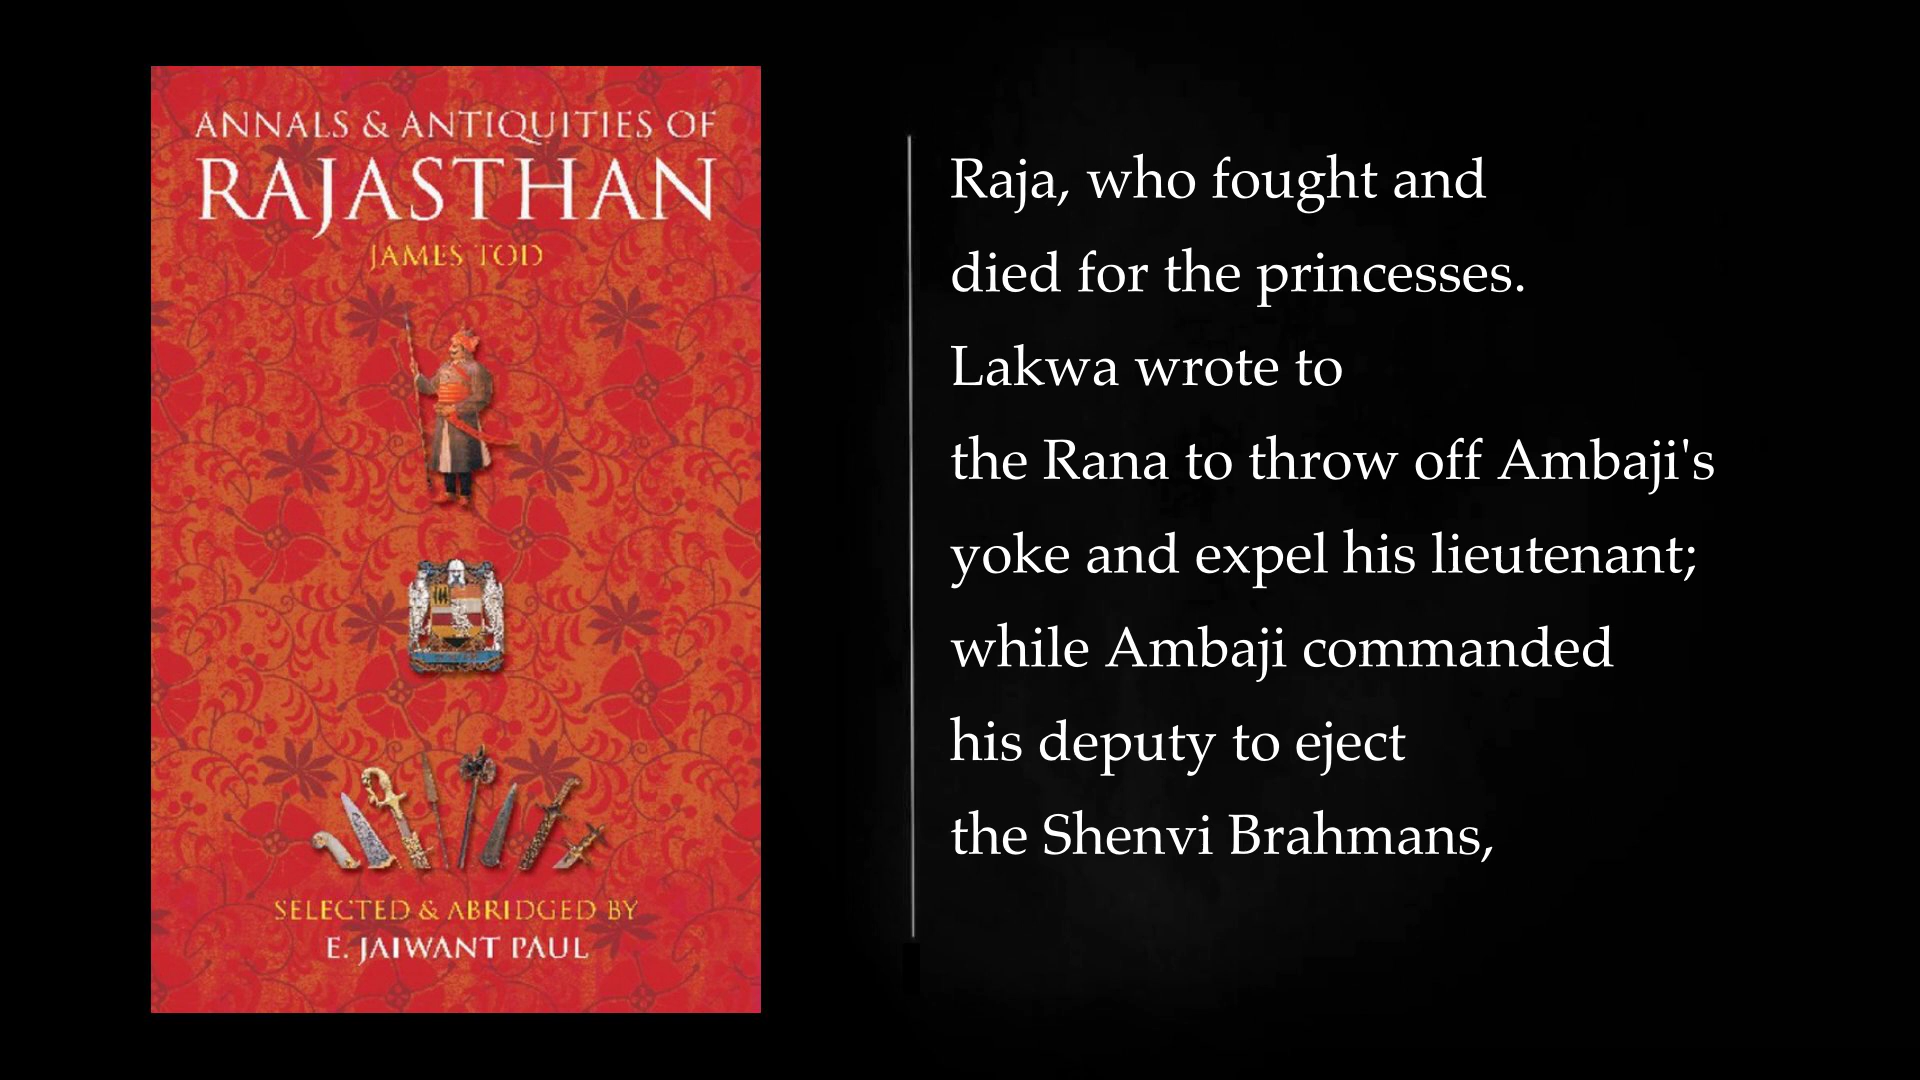 ANNALS & ANTIQUITIES OF
RAJASTHAN
JAMES TOD
SELECTED & ABRIDGED BY
E. JAIWANT PAUL
Raja, who fought and
died for the princesses.
Lakwa wrote to
the Rana to throw off Ambaji's
yoke and expel his lieutenant;
while Ambaji commanded
his deputy to eject
the Shenvi Brahmans,